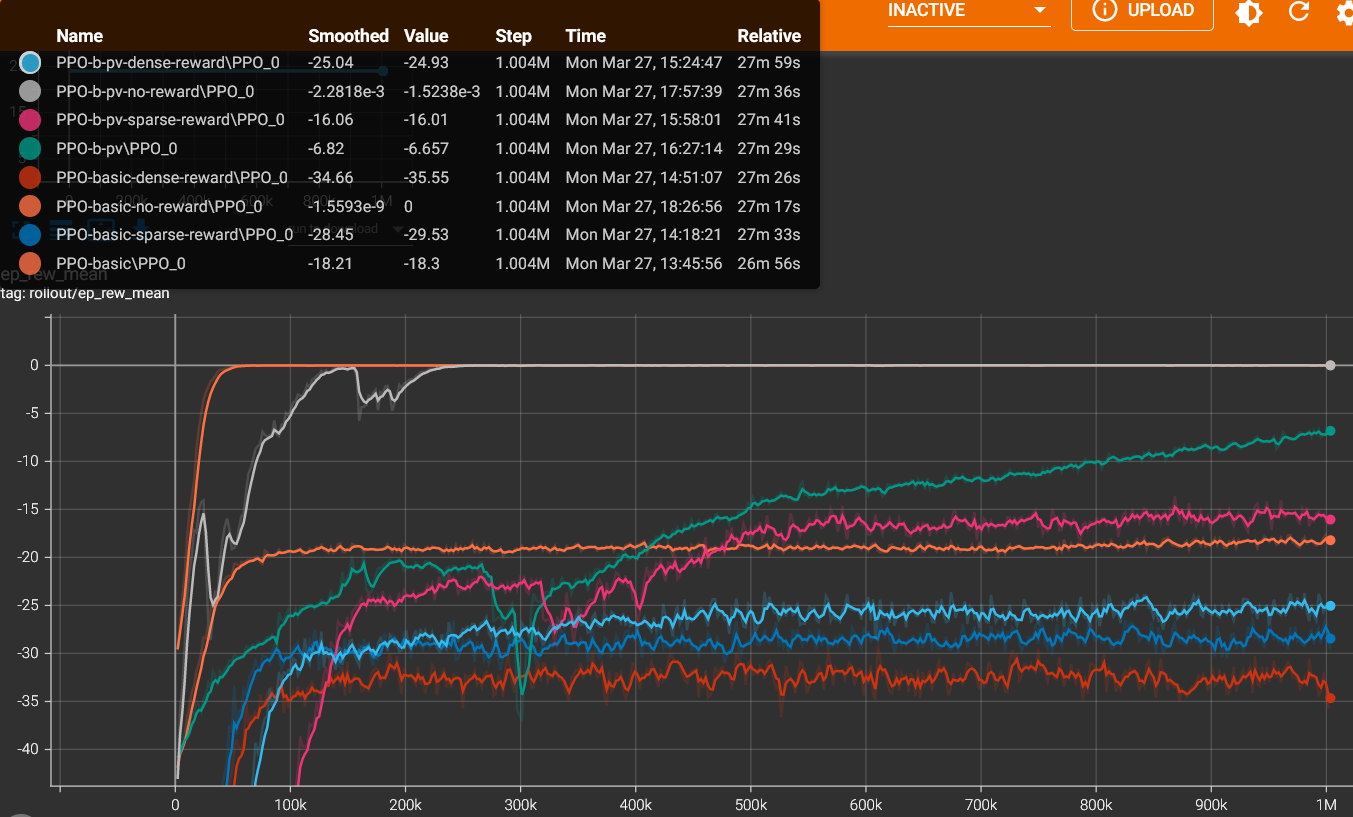 INACTIVE
UPLOAD
Name Smoothed Value Step Time Relative
PPO-b-pv-dense-reward\PPO_0 -25.04 -24.93 1.004M Mon Mar 27, 15:24:47 27m 59s
PPO-b-pv-no-reward\PPO_0 -2.2818e-3 -1.5238e-3 1.004M Mon Mar 27, 17:57:39 27m 36s
PPO-b-pv-sparse-reward\PPO_0 -16.06 -16.01 1.004M Mon Mar 27, 15:58:01 27m 41s
PPO-b-pv\PPO_0 -6.82 -6.657 1.004M Mon Mar 27, 16:27:14 27m 29s
PPO-basic-dense-reward\PPO_0 -34.66 -35.55 1.004M Mon Mar 27, 14:51:07 27m 26s
200k 400k 600k 800k 1M
PPO-basic-no-reward\PPO_0 -1.5593e-9 0 1.004M Mon Mar 27, 18:26:56 27m 17s
PPO-basic-sparse-reward\PPO_0 -28.45 -29.53 1.004M Mon Mar 27, 14:18:21 27m 33s
PPO-basic\PPO_0 -18.21 -18.3 1.004M Mon Mar 27, 13:45:56 26m 56s
ep_rew_mean
tag: rollout/ep_rew_mean
0
-5
-10
-15
-20
-25
-30
-35
-40
0 100k 200k 300k 400k 500k 600k 700k 800k 900k 1M